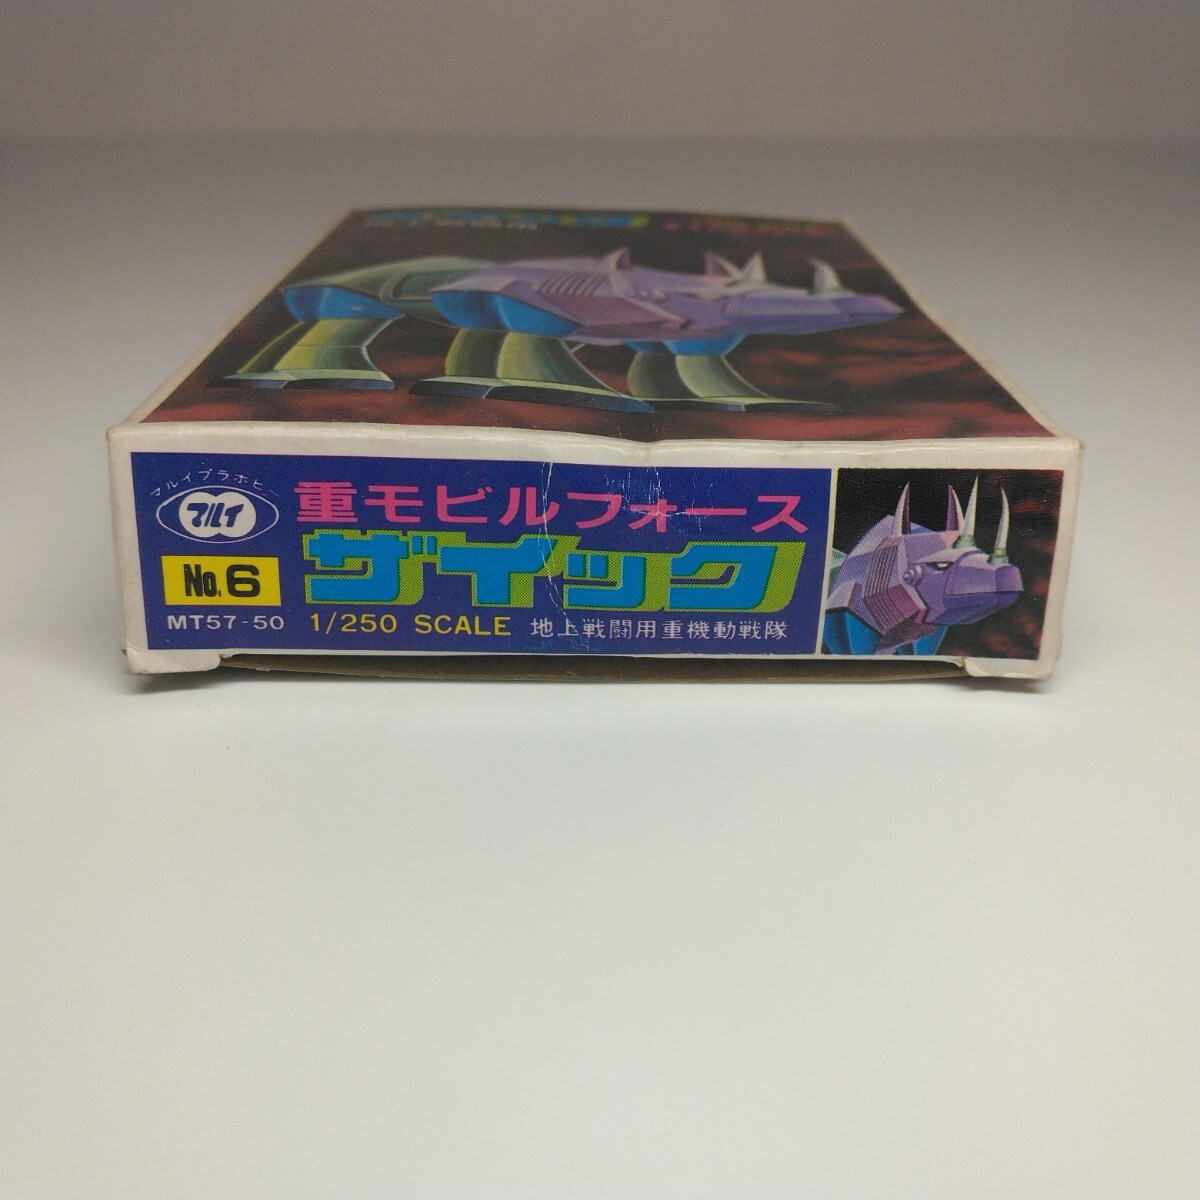 マルイプラホビー
マルイ
重モビルフォース
ザイック
No.6
MT57-50
1/250 SCALE 地上戦闘用重機動戦隊